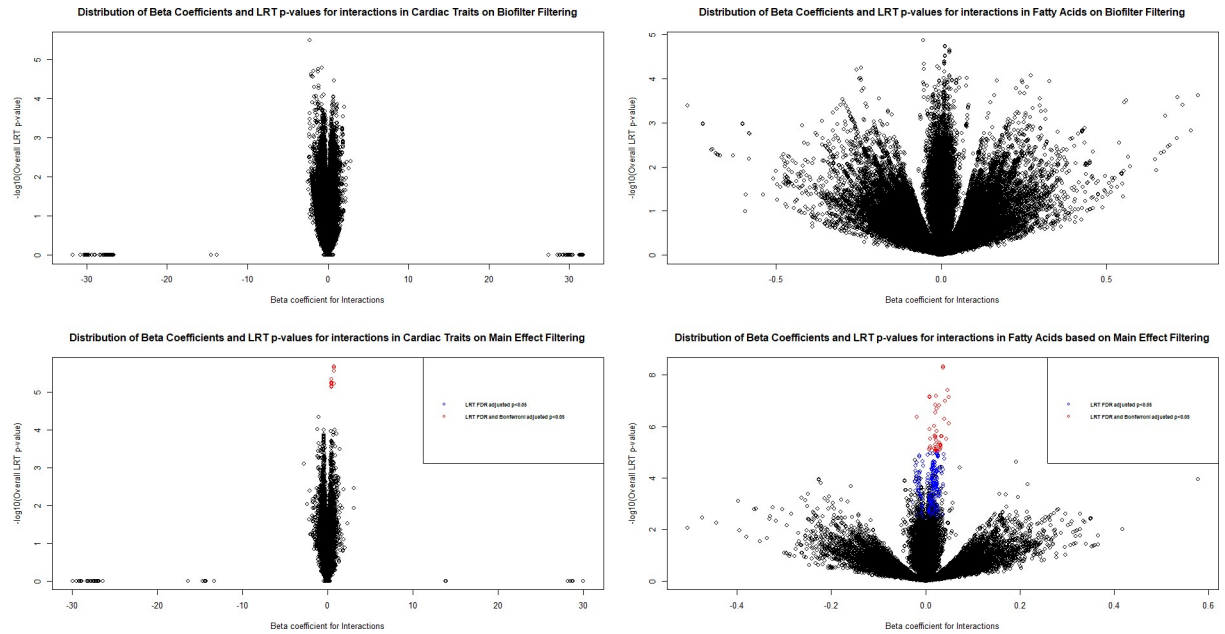 Distribution of Beta Coefficients and LRT p-values for interactions in Cardiac Traits on Biofilter Filtering
-log10(Overall LRT p-value)
0 1 2 3 4 5
-30 -20 -10 0 10 20 30
Beta coefficient for Interactions
Distribution of Beta Coefficients and LRT p-values for interactions in Fatty Acids on Biofilter Filtering
-log10(Overall LRT p-value)
0 1 2 3 4 5
-0.5 0.0 0.5
Beta coefficient for Interactions
Distribution of Beta Coefficients and LRT p-values for interactions in Cardiac Traits on Main Effect Filtering
-log10(Overall LRT p-value)
0 1 2 3 4 5
LRT FDR adjusted p<0.05
LRT FDR and Bonferroni adjusted p<0.05
-30 -20 -10 0 10 20 30
Beta coefficient for Interactions
Distribution of Beta Coefficients and LRT p-values for interactions in Fatty Acids based on Main Effect Filtering
-log10(Overall LRT p-value)
0 2 4 6 8
LRT FDR adjusted p<0.05
LRT FDR and Bonferroni adjusted p<0.05
-0.4 -0.2 0.0 0.2 0.4 0.6
Beta coefficient for Interactions